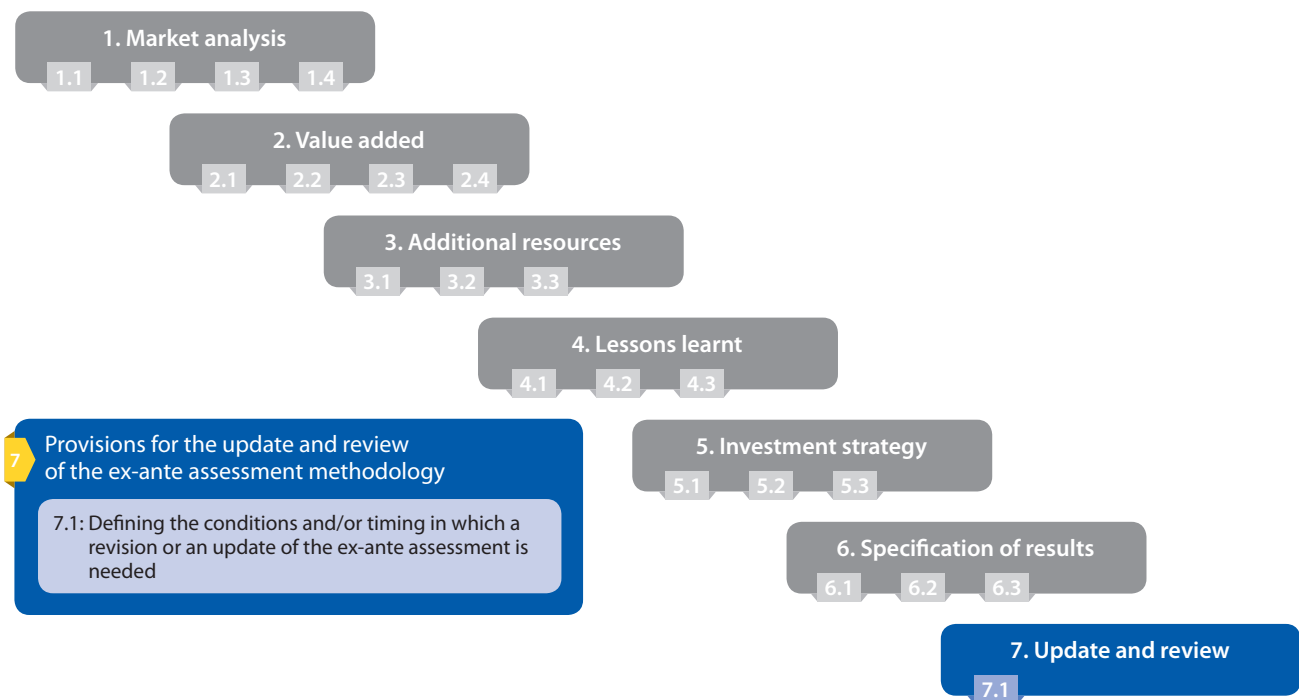 1. Market analysis
1.1 1.2 1.3 1.4
2. Value added
2.1 2.2 2.3 2.4
3. Additional resources
3.1 3.2 3.3
4. Lessons learnt
4.1 4.2 4.3
7
Provisions for the update and review
of the ex-ante assessment methodology
7.1: Defining the conditions and/or timing in which a
revision or an update of the ex-ante assessment is
needed
5. Investment strategy
5.1 5.2 5.3
6. Specification of results
6.1 6.2 6.3
7. Update and review
7.1